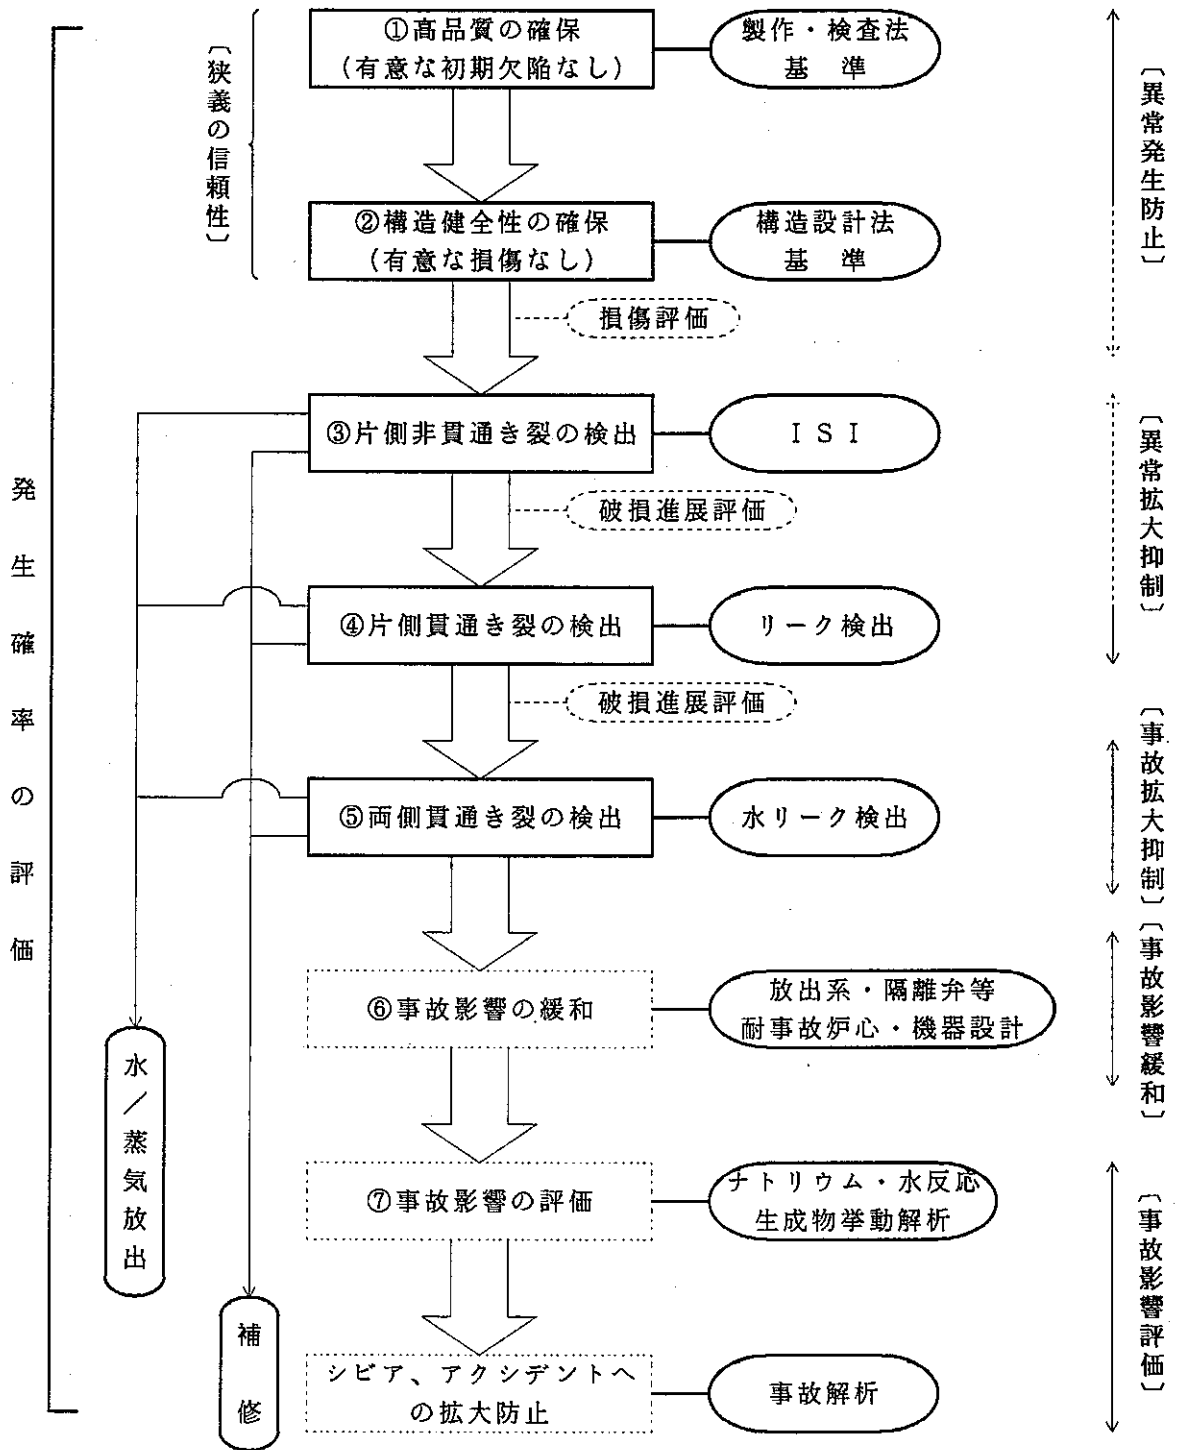 ①高品質の確保
(有意な初期欠陥なし)
製作・検査法
基　準
〔狭義の信頼性〕
〔異常発生防止〕
②構造健全性の確保
(有意な損傷なし)
構造設計法
基　準
損傷評価
③片側非貫通き裂の検出
ＩＳＩ
〔異常拡大抑制〕
破損進展評価
④片側貫通き裂の検出
リーク検出
破損進展評価
〔事故拡大抑制〕
⑤両側貫通き裂の検出
水リーク検出
発生確率の評価
〔事故影響緩和〕
⑥事故影響の緩和
放出系・隔離弁等
耐事故炉心・機器設計
水／蒸気放出
⑦事故影響の評価
ナトリウム・水反応
生成物挙動解析
〔事故影響評価〕
補修
シビア、アクシデントへ
の拡大防止
事故解析